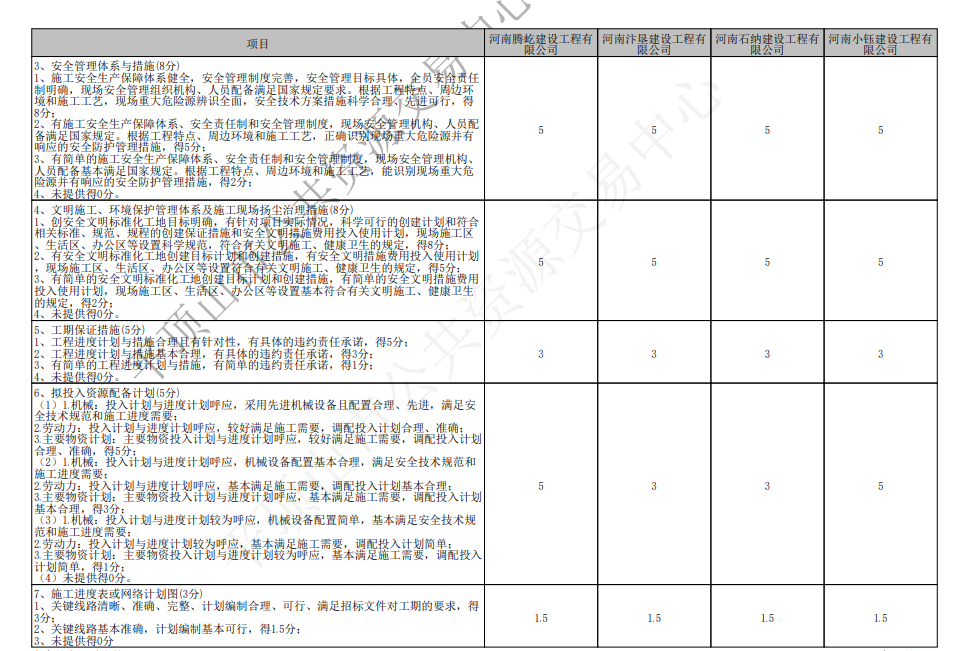 项目
河南腾屹建设工程有限公司
河南汴垦建设工程有限公司
河南石纳建设工程有限公司
河南小钰建设工程有限公司
3、安全管理体系与措施(8分)
1、施工安全生产保障体系健全，安全管理制度完善，安全管理目标具体，全员安全责任
制明确，现场安全管理组织机构、人员配备满足国家规定要求。根据工程特点、周边环
境和施工工艺，现场重大危险源辨识全面，安全技术方案措施科学合理、先进可行，得
8分；
2、有施工安全生产保障体系、安全责任制和安全管理制度，现场安全管理机构、人员配
备满足国家规定。根据工程特点、周边环境和施工工艺，正确识别现场重大危险源并有
响应的安全防护管理措施，得5分；
3、有简单的施工安全生产保障体系、安全责任制和安全管理制度，现场安全管理机构、
人员配备基本满足国家规定。根据工程特点、周边环境和施工工艺，能识别现场重大危
险源并有响应的安全防护管理措施，得2分；
4、未提供得0分。
5
5
5
5
4、文明施工、环境保护管理体系及施工现场扬尘治理措施(8分)
1、创安全文明标准化工地目标明确，有针对项目实际情况，科学可行的创建计划和符合
相关标准、规范、规程的创建保证措施和安全文明措施费用投入使用计划，现场施工区
、生活区、办公区等设置科学规范，符合有关文明施工、健康卫生的规定，得8分；
2、有安全文明标准化工地创建目标计划和创建措施，有安全文明措施费用投入使用计划
，现场施工区、生活区、办公区等设置符合有关文明施工、健康卫生的规定，得5分；
3、有简单的安全文明标准化工地创建目标计划和创建措施，有简单的安全文明措施费用
投入使用计划，现场施工区、生活区、办公区等设置基本符合有关文明施工、健康卫生
的规定，得2分；
4、未提供得0分。
5
5
5
5
5、工期保证措施(5分)
1、工程进度计划与措施合理且有针对性，有具体的违约责任承诺，得5分；
2、工程进度计划与措施基本合理，有具体的违约责任承诺，得3分；
3、有简单的工程进度计划与措施，有简单的违约责任承诺，得1分；
4、未提供得0分。
3
3
3
3
6、拟投入资源配备计划(5分)
（1）1.机械：投入计划与进度计划呼应，采用先进机械设备且配置合理、先进，满足安
全技术规范和施工进度需要；
2.劳动力：投入计划与进度计划呼应，较好满足施工需要，调配投入计划合理、准确；
3.主要物资计划：主要物资投入计划与进度计划呼应，较好满足施工需要，调配投入计划
合理、准确，得5分；
（2）1.机械：投入计划与进度计划呼应，机械设备配置基本合理，满足安全技术规范和
施工进度需要；
2.劳动力：投入计划与进度计划呼应，基本满足施工需要，调配投入计划基本合理；
3.主要物资计划：主要物资投入计划与进度计划呼应，基本满足施工需要，调配投入计划
基本合理，得3分；
（3）1.机械：投入计划与进度计划较为呼应，机械设备配置简单，基本满足安全技术规
范和施工进度需要；
2.劳动力：投入计划与进度计划较为呼应，基本满足施工需要，调配投入计划简单；
3.主要物资计划：主要物资投入计划与进度计划较为呼应，基本满足施工需要，调配投入
计划简单，得1分；
（4）未提供得0分。
5
3
3
5
7、施工进度表或网络计划图(3分)
1、关键线路清晰、准确、完整、计划编制合理、可行、满足招标文件对工期的要求，得
3分；
2、关键线路基本准确，计划编制基本可行，得1.5分；
3、未提供得0分
1.5
1.5
1.5
1.5
平顶山市公共资源交易中心
平顶山市公共资源交易中心